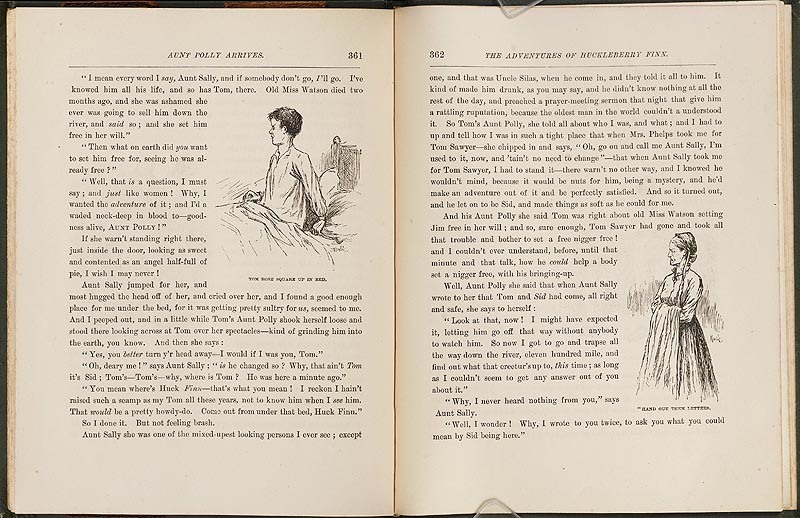 AUNT POLLY ARRIVES. 361
"I mean every word I say, Aunt Sally, and if somebody don't go, I'll go. I've
knowed him all his life, and so has Tom, there. Old Miss Watson died two
months ago, and she was ashamed she
ever was going to sell him down the
river, and said so; and she set him
free in her will."
"Then what on earth did you want
to set him free for, seeing he was al-
ready free?"
"Well, that is a question, I must
say; and just like women! Why, I
wanted the adventure of it; and I'd a
waded neck-deep in blood to—good-
ness alive, AUNT POLLY!"
If she warn't standing right there,
just inside the door, looking as sweet
and contented as an angel half-full of
pie, I wish I may never!
Aunt Sally jumped for her, and
most hugged the head off of her, and cried over her, and I found a good enough
place for me under the bed, for it was getting pretty sultry for us, seemed to me.
And I peeped out, and in a little while Tom's Aunt Polly shook herself loose and
stood there looking across at Tom over her spectacles—kind of grinding him into
the earth, you know. And then she says:
"Yes, you better turn y'r head away—I would if I was you, Tom."
"Oh, deary me!" says Aunt Sally; "is he changed so? Why, that ain't Tom
it's Sid; Tom's—Tom's—why, where is Tom? He was here a minute ago."
"You mean where's Huck Finn—that's what you mean! I reckon I hain't
raised such a scamp as my Tom all these years, not to know him when I see him.
That would be a pretty howdy-do. Come out from under that bed, Huck Finn."
So I done it. But not feeling brash.
Aunt Sally she was one of the mixed-upest looking persons I ever see; except
TOM ROSE SQUARE UP IN BED.
362 THE ADVENTURES OF HUCKLEBERRY FINN.
one, and that was Uncle Silas, when he come in, and they told it all to him. It
kind of made him drunk, as you may say, and he didn't know nothing at all the
rest of the day, and preached a prayer-meeting sermon that night that give him
a rattling ruputation, because the oldest man in the world couldn't a understood
it. So Tom's Aunt Polly, she told all about who I was, and what; and I had to
up and tell how I was in such a tight place that when Mrs. Phelps took me for
Tom Sawyer—she chipped in and says, "Oh, go on and call me Aunt Sally, I'm
used to it, now, and 'tain't no need to change"—that when Aunt Sally took me
for Tom Sawyer, I had to stand it—there warn't no other way, and I knowed he
wouldn't mind, because it would be nuts for him, being a mystery, and he'd
make an adventure out of it and be perfectly satisfied. And so it turned out,
and he let on to be Sid, and made things as soft as he could for me.
And his Aunt Polly she said Tom was right about old Miss Watson setting
Jim free in her will; and so, sure enough, Tom Sawyer had gone and took all
that trouble and bother to set a free nigger free!
and I couldn't ever understand, before, until that
minute and that talk, how he could help a body
set a nigger free, with his bringing-up.
Well, Aunt Polly she said that when Aunt Sally
wrote to her that Tom and Sid had come, all right
and safe, she says to herself:
"Look at that, now! I might have expected
it, letting him go off that way without anybody
to watch him. So now I got to go and trapse all
the way down the river, eleven hundred mile, and
find out what that creetur's up to, this time; as long
as I couldn't seem to get any answer out of you
about it."
"Why, I never heard nothing from you," says
Aunt Sally.
"Well, I wonder! Why, I wrote to you twice, to ask you what you could
mean by Sid being here."
"HAND OUT THEM LETTERS.